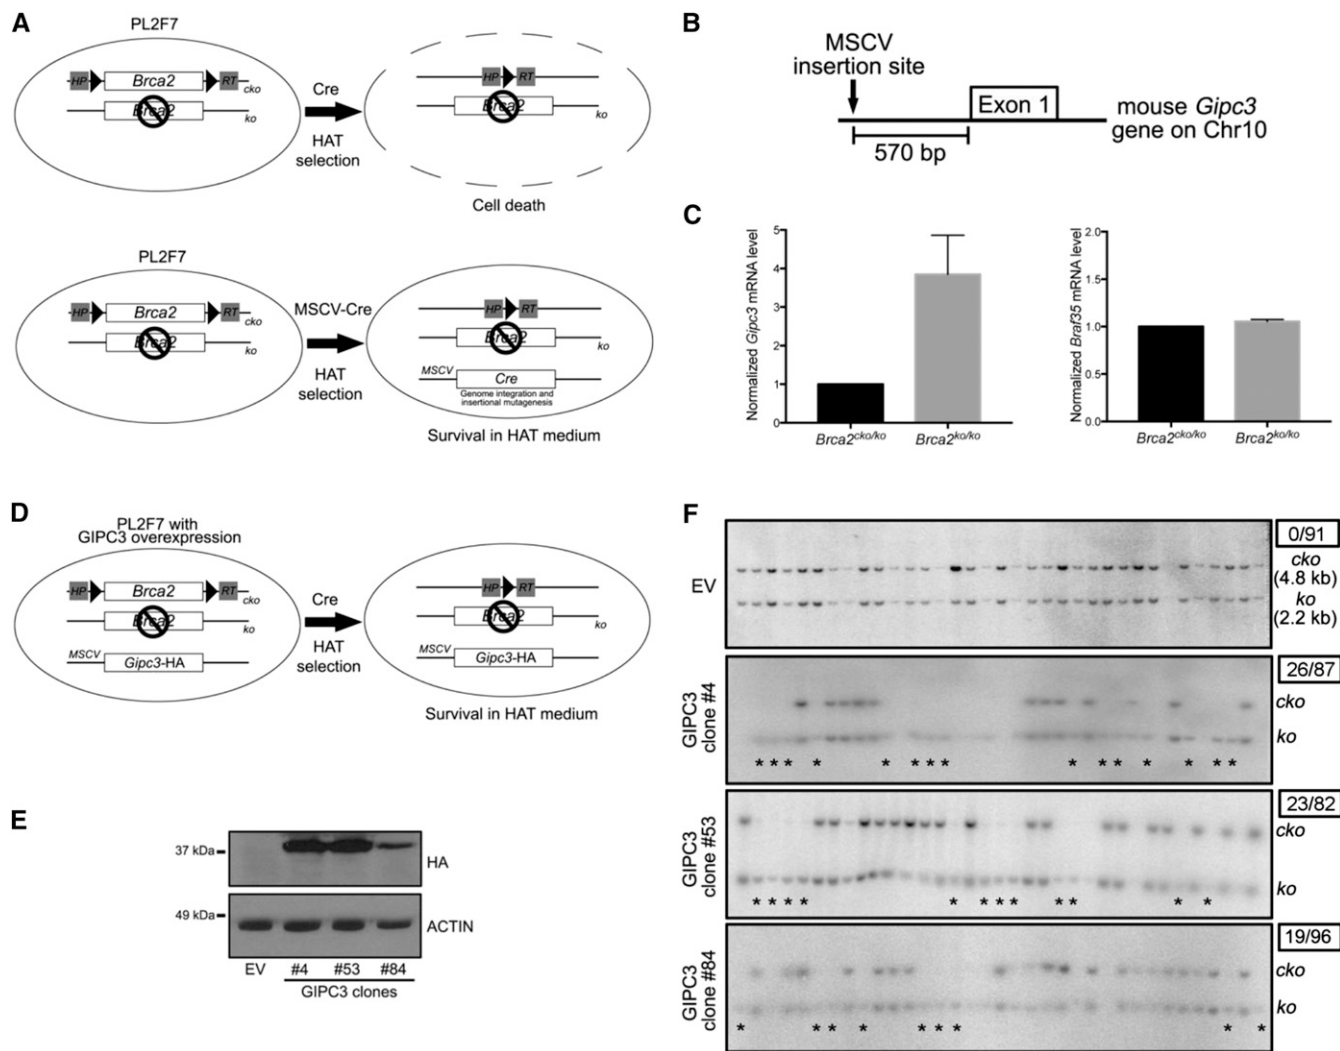 A
PL2F7
HP
Brca2
RT
cko
Brca2
ko
Cre
HAT
selection
HP
RT
Brca2
ko
Cell death
PL2F7
HP
Brca2
RT
cko
Brca2
ko
MSCV-Cre
HAT
selection
HP
RT
Brca2
ko
MSCV
Cre
Genome integration and
insertional mutagenesis
Survival in HAT medium
B
MSCV
insertion site
Exon 1
570 bp
mouse Gipc3
gene on Chr10
C
Normalized Gipc3 mRNA level
5
4
3
2
1
0
Brca2cko/ko
Brca2ko/ko
Normalized Braf35 mRNA level
2.0
1.5
1.0
0.5
0.0
Brca2cko/ko
Brca2ko/ko
D
PL2F7 with
GIPC3 overexpression
HP
Brca2
RT
cko
Brca2
ko
MSCV
Gipc3-HA
Cre
HAT
selection
HP
RT
Brca2
ko
MSCV
Gipc3-HA
Survival in HAT medium
E
37 kDa
HA
49 kDa
ACTIN
EV #4 #53 #84
GIPC3 clones
F
EV
0/91
cko
(4.8 kb)
ko
(2.2 kb)
GIPC3
clone #4
26/87
cko
ko
* * * * * * * * * * * * * * *
GIPC3
clone #53
23/82
cko
ko
* * * * * * * * * * * *
GIPC3
clone #84
19/96
cko
ko
* * * * * * * * *